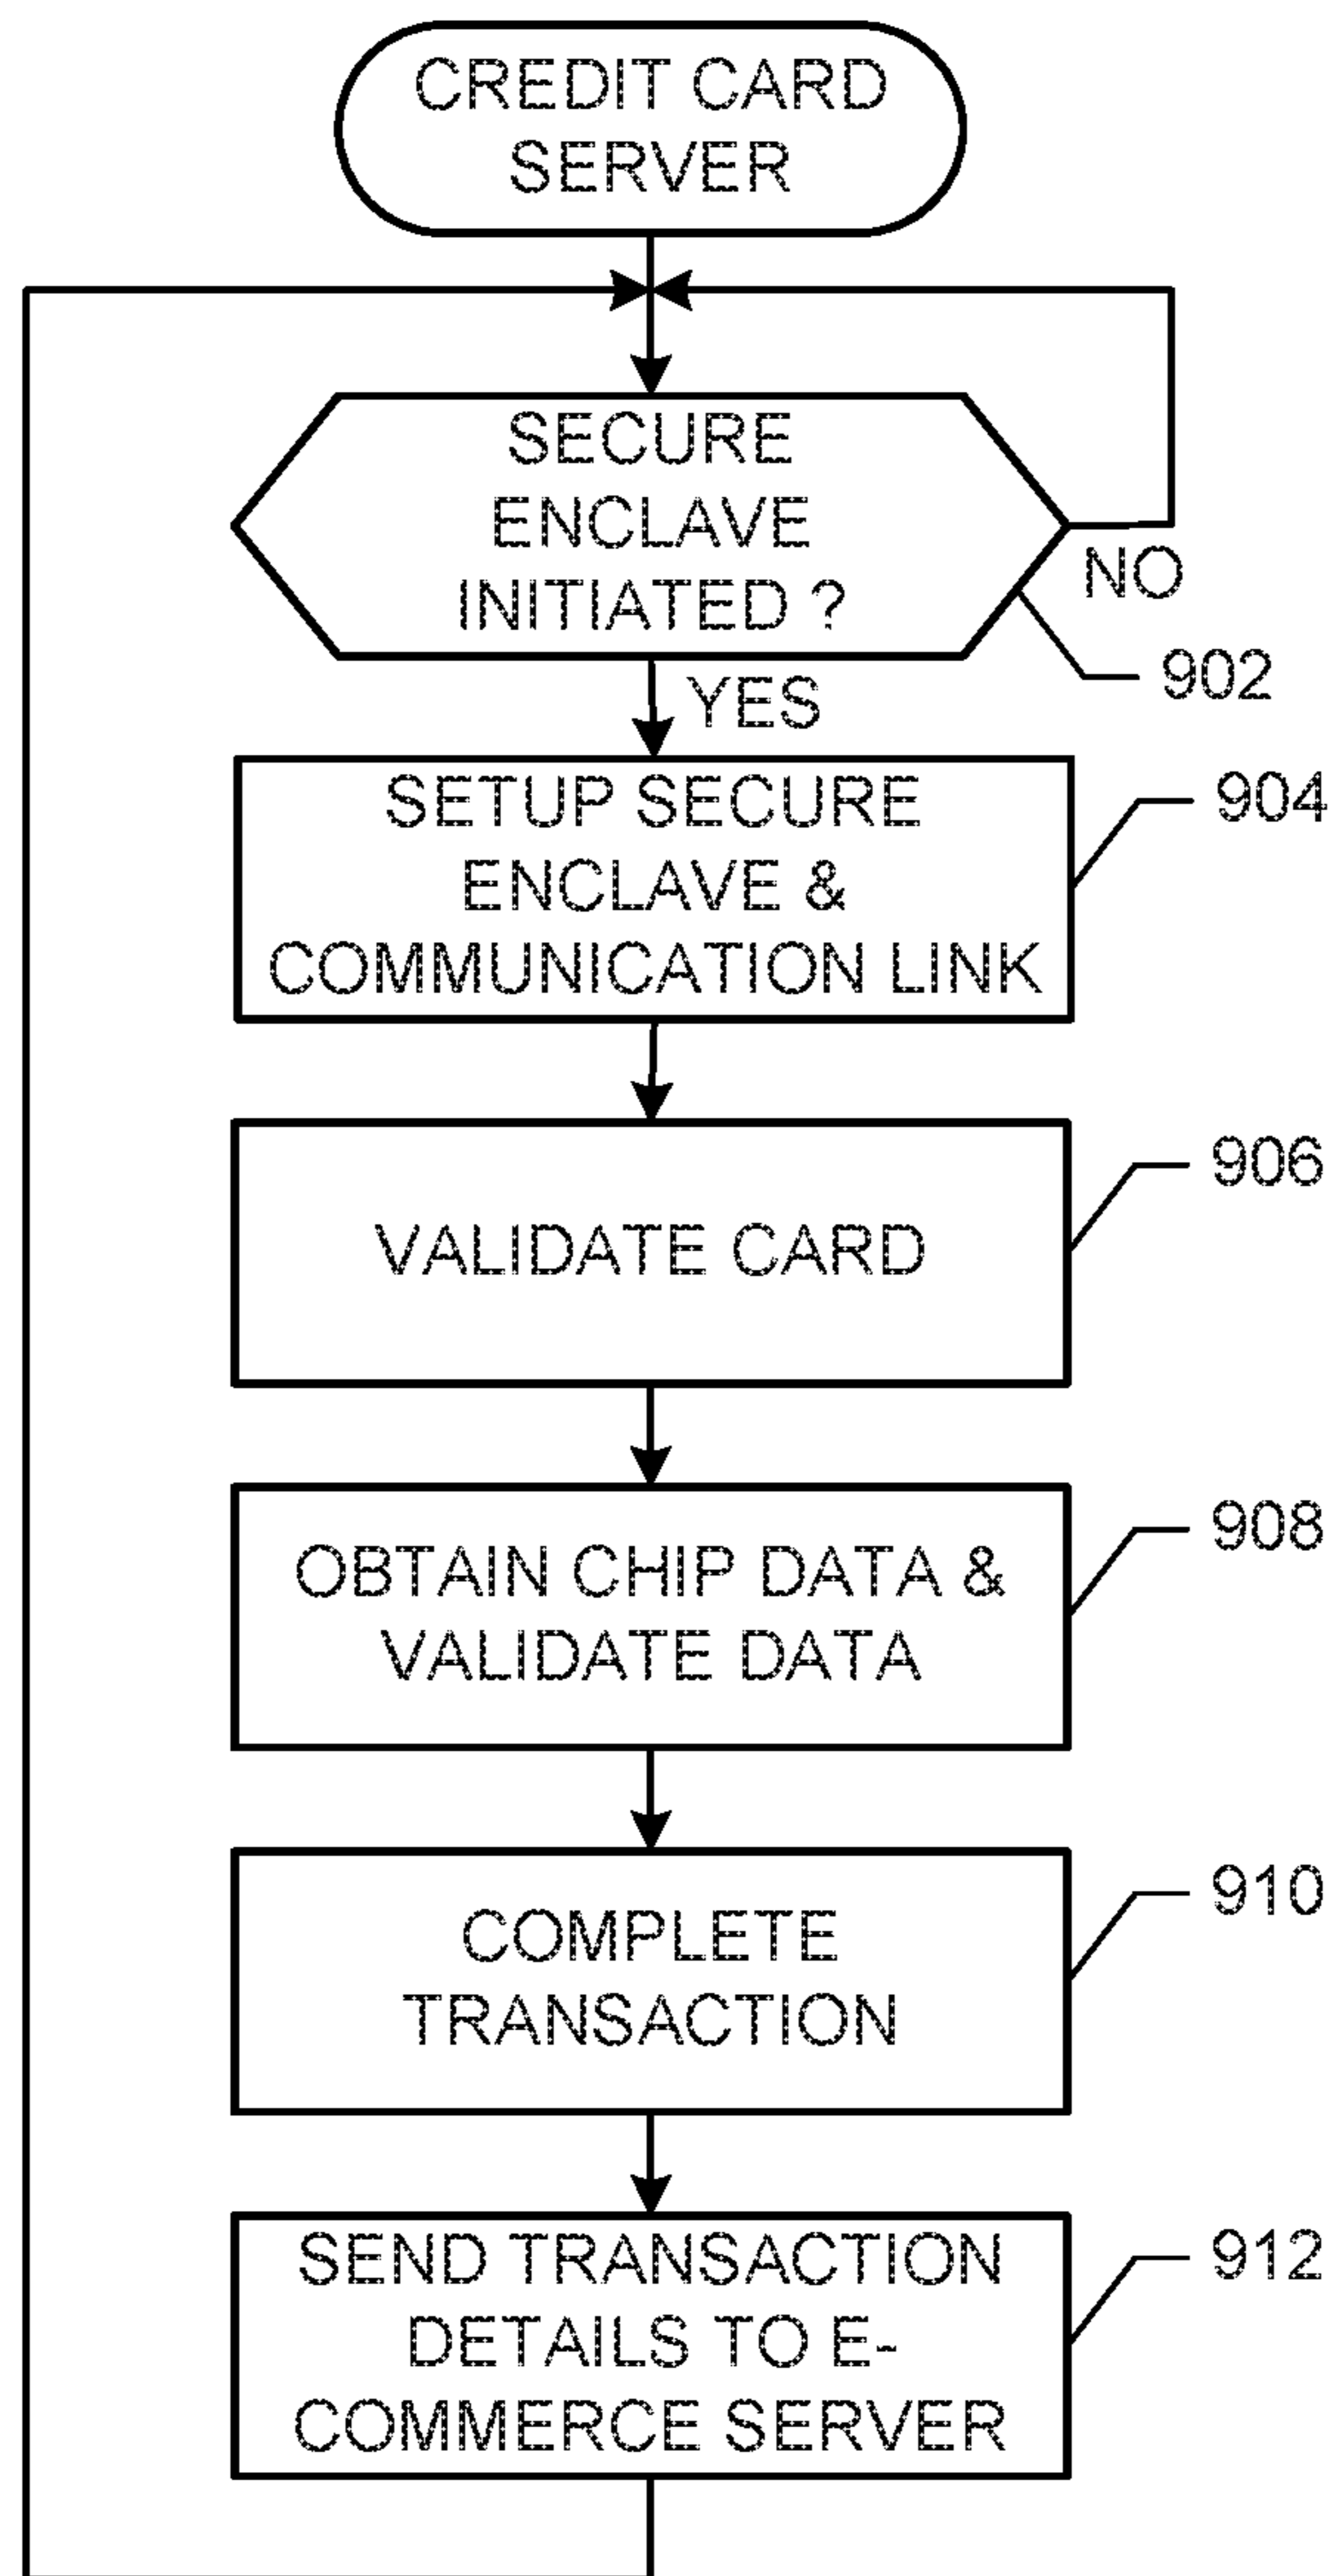 CREDIT CARD
SERVER
SECURE
ENCLAVE
INITIATED ?
NO
902
YES
SETUP SECURE
ENCLAVE &
COMMUNICATION LINK
904
VALIDATE CARD
906
OBTAIN CHIP DATA &
VALIDATE DATA
908
COMPLETE
TRANSACTION
910
SEND TRANSACTION
DETAILS TO E-
COMMERCE SERVER
912